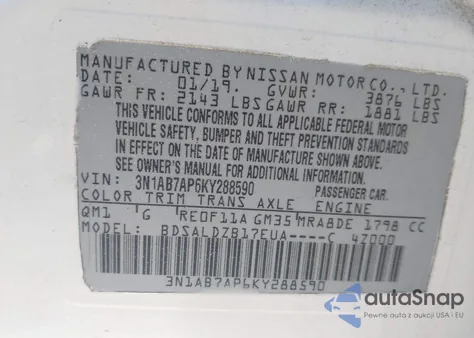 MANUFACTURED BY NISSAN MOTOR CO., LTD.
DATE: 01/19. GVWR: 3876 LBS
GAWR FR: 2143 LBS GAWR RR: 1881 LBS
THIS VEHICLE CONFORMS TO ALL APPLICABLE FEDERAL MOTOR
VEHICLE SAFETY, BUMPER AND THEFT PREVENTION STANDARDS
IN EFFECT ON THE DATE OF MANUFACTURE SHOWN ABOVE.
SEE OWNER'S MANUAL FOR ADDITIONAL INFORMATION
VIN: 3N1AB7AP6KY288590 PASSENGER CAR.
COLOR TRIM TRANS AXLE ENGINE
QM1 G RE0F11A GM35 MRA8DE 1798 CC
MODEL: BDSALDZB17EUA----C 42000
3N1AB7AP6KY288590
autoSnap
Pewne auto z aukcji USA i EU